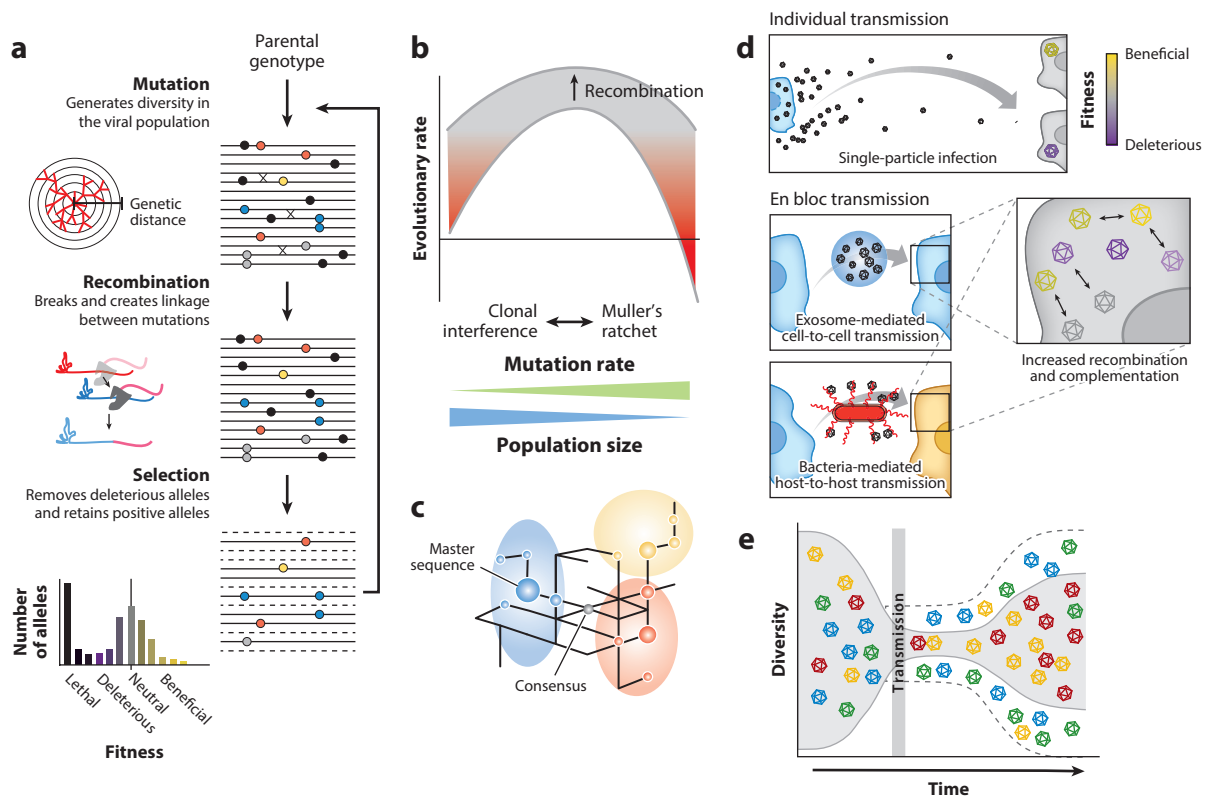 a
Parental
genotype
Mutation
Generates diversity in
the viral population
Genetic
distance
Recombination
Breaks and creates linkage
between mutations
Selection
Removes deleterious alleles
and retains positive alleles
Number
of alleles
Lethal
Deleterious
Neutral
Beneficial
Fitness
b
Evolutionary rate
Recombination
Clonal
interference
Muller's
ratchet
Mutation rate
Population size
c
Master
sequence
Consensus
d
Individual transmission
Single-particle infection
Fitness
Beneficial
Deleterious
En bloc transmission
Exosome-mediated
cell-to-cell transmission
Increased recombination
and complementation
Bacteria-mediated
host-to-host transmission
e
Diversity
Transmission
Time